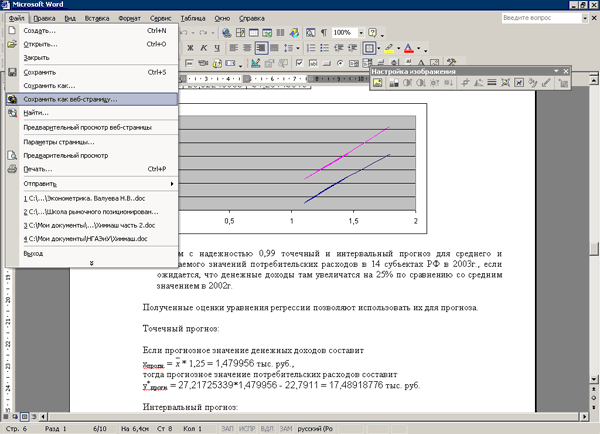 Microsoft Word
Файл Правка Вид Вставка Формат Сервис Таблица Окно Справка
Введите вопрос
Создать... Ctrl+N
Открыть... Ctrl+O
Закрыть
Сохранить Ctrl+S
Сохранить как...
Сохранить как веб-страницу...
Найти...
Предварительный просмотр веб-страницы
Параметры страницы...
Предварительный просмотр
Печать... Ctrl+P
Отправить
1 C:\...\Эконометрика. Валуева Н.В..doc
2 C:\...\Школа рыночного позиционирован...
3 C:\Мои документы\...\Химмаш часть 2.doc
4 C:\Мои документы\НГАЭиУ\Химмаш.doc
Выход
100%
Ж К Ч
Настройка изображения
0,5 1 1,5 2
м с надежностью 0,99 точечный и интервальный прогноз для среднего и
аемого значений потребительских расходов в 14 субъектах РФ в 2003г., если
ожидается, что денежные доходы там увеличатся на 25% по сравнению со средним
значением в 2002г.
Полученные оценки уравнения регрессии позволяют использовать их для прогноза.
Точечный прогноз:
Если прогнозное значение денежных доходов составит
= x̅ * 1,25 = 1,479956 тыс. руб.,
тогда прогнозное значение потребительских расходов составит
= 27,21725339*1,479956 - 22,7911 = 17,48918776 тыс. руб.
Интервальный прогноз:
Стр. 6 Разд 1 6/10 На 6,4см Ст 8 Кол 1 ЗАП ИСПР ВДЛ ЗАМ русский (Ро